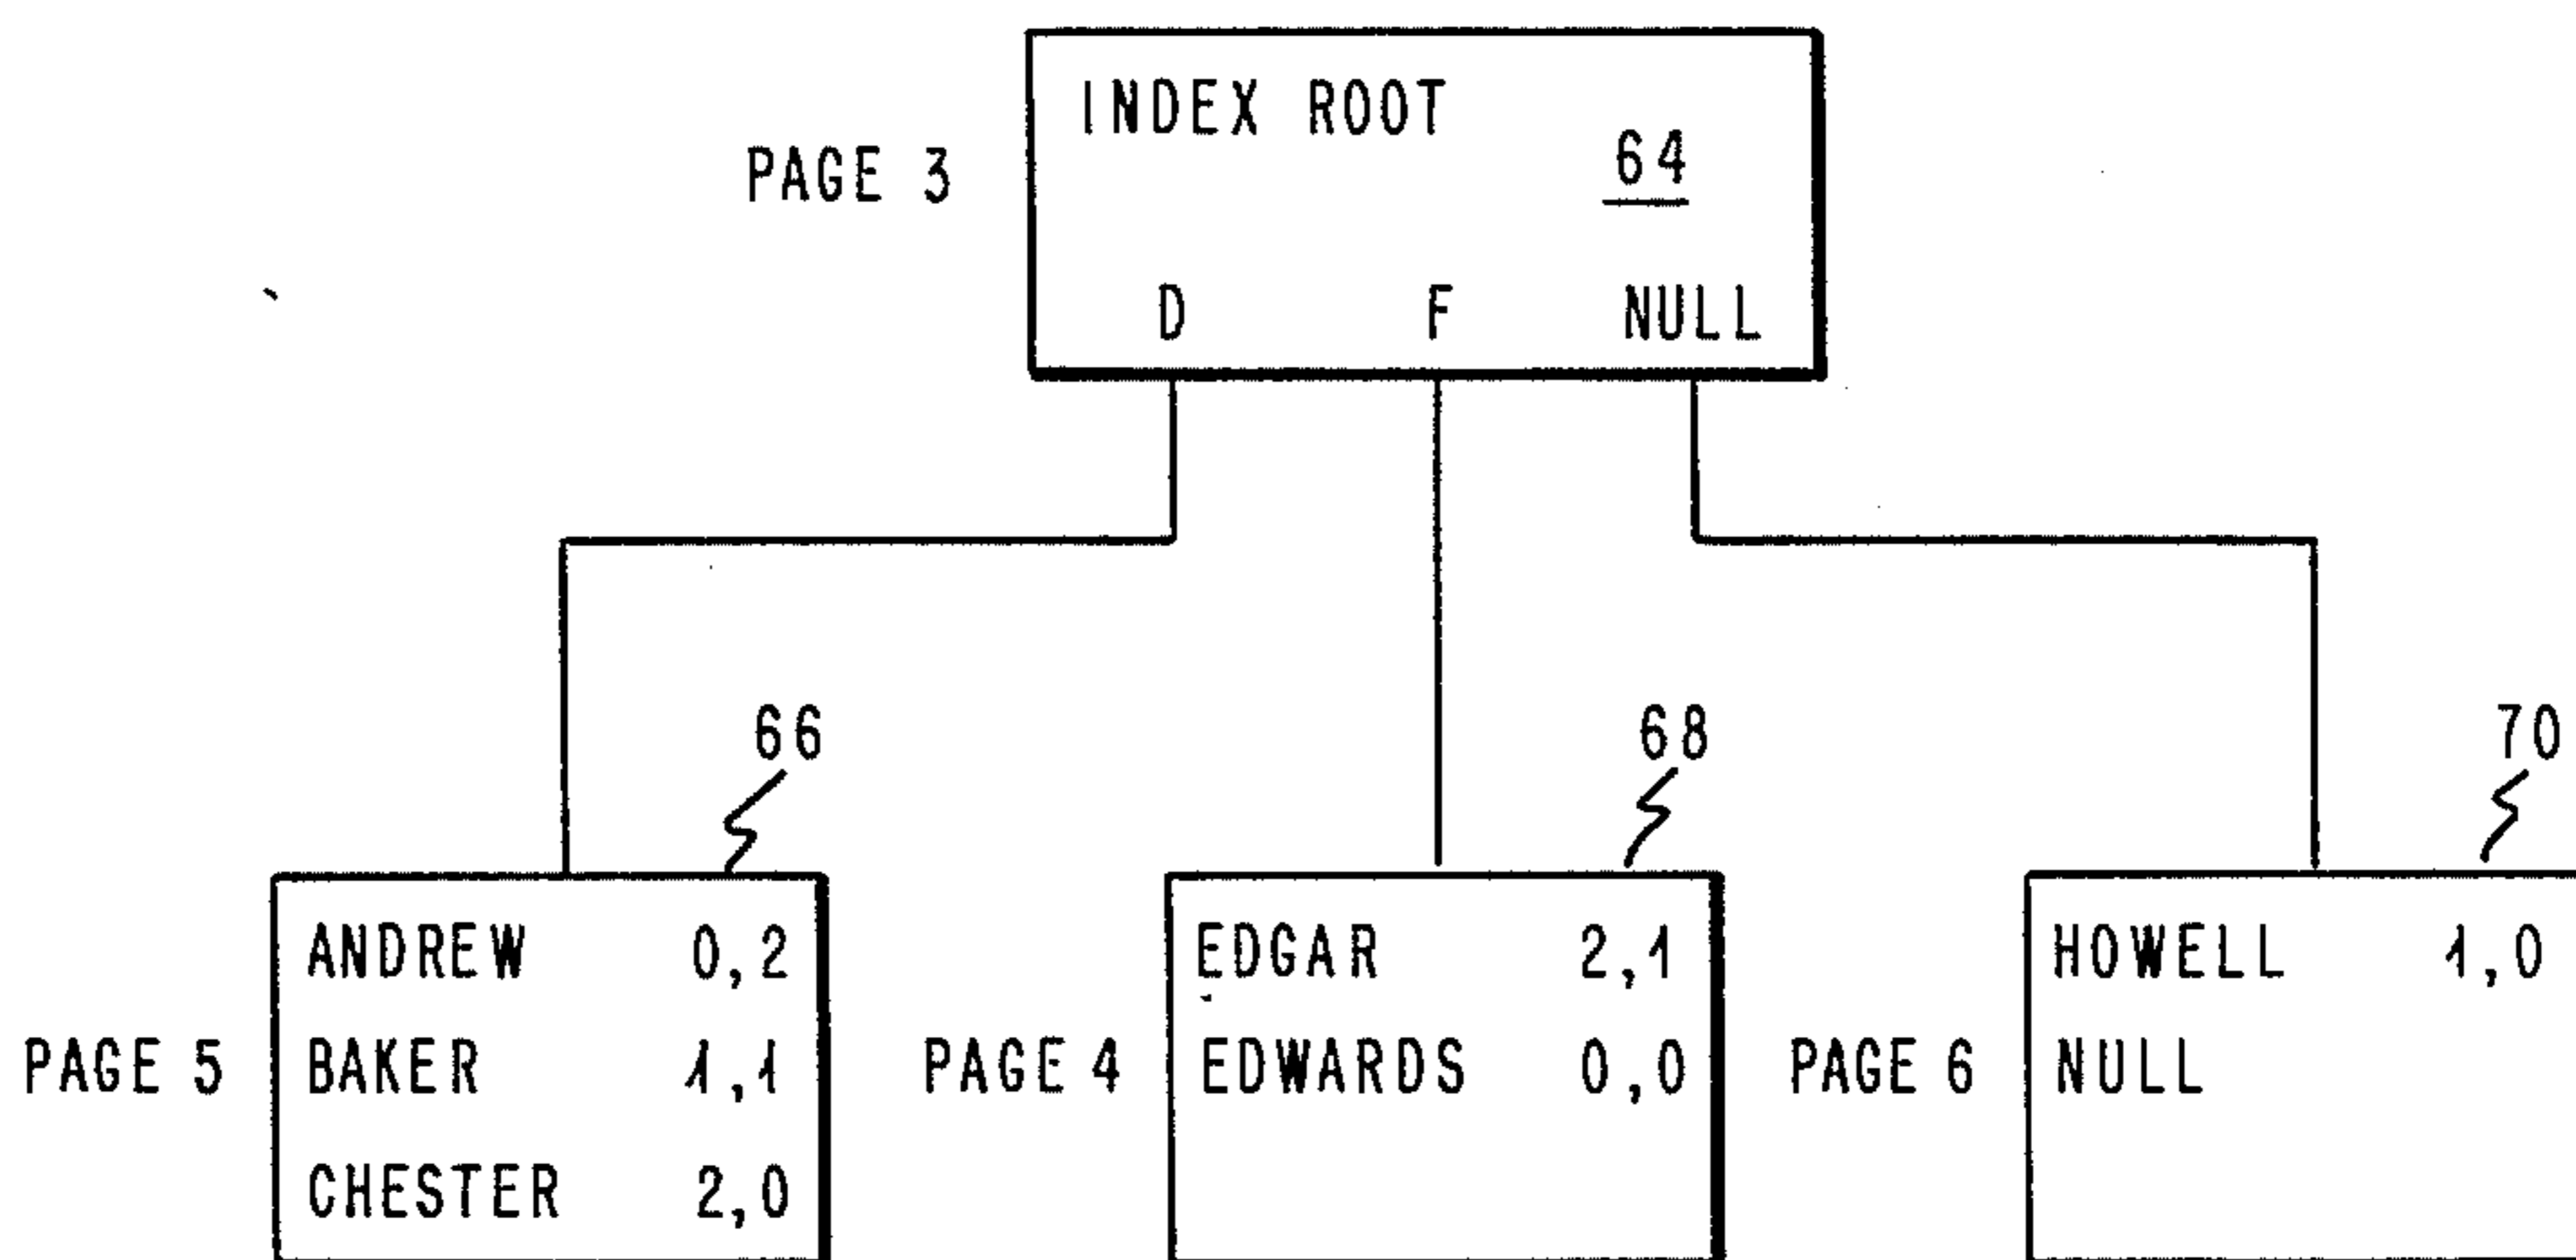 INDEX ROOT
64
PAGE 3
D F NULL
66
68
70
PAGE 5
ANDREW 0,2
BAKER 1,1
CHESTER 2,0
PAGE 4
EDGAR 2,1
EDWARDS 0,0
PAGE 6
HOWELL 1,0
NULL